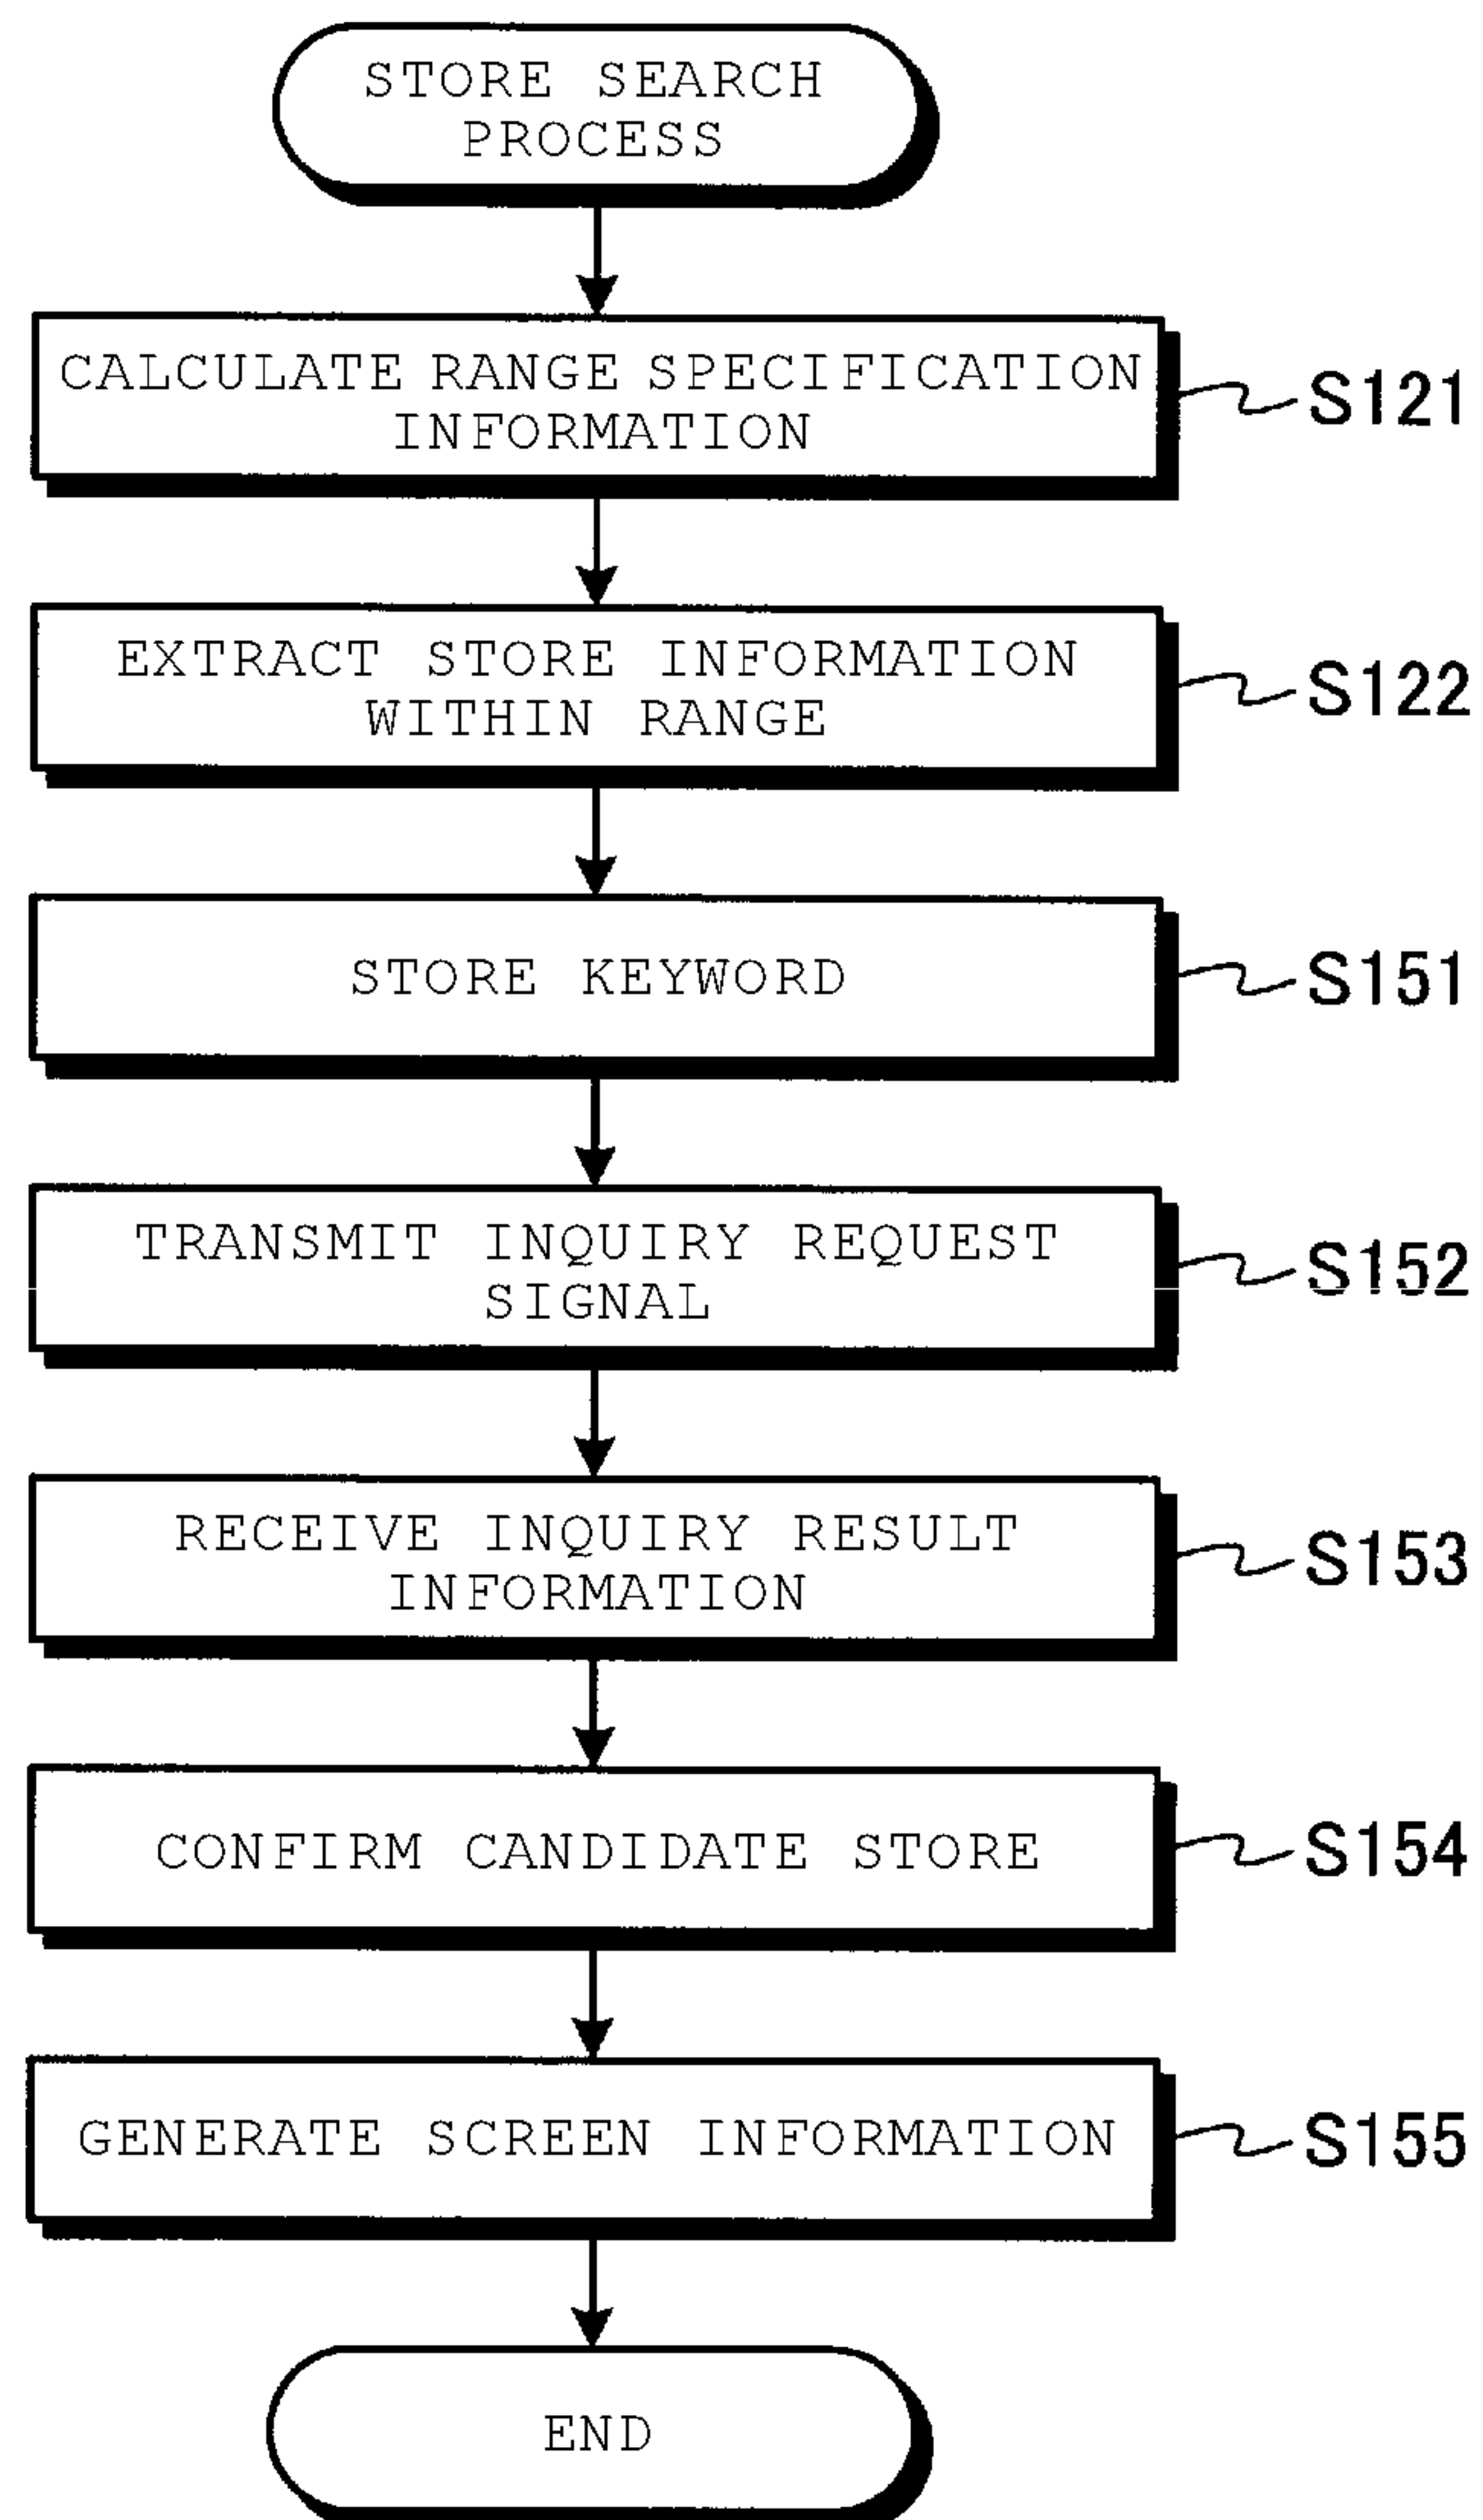 STORE SEARCH
PROCESS
CALCULATE RANGE SPECIFICATION
INFORMATION
S121
EXTRACT STORE INFORMATION
WITHIN RANGE
S122
STORE KEYWORD
S151
TRANSMIT INQUIRY REQUEST
SIGNAL
S152
RECEIVE INQUIRY RESULT
INFORMATION
S153
CONFIRM CANDIDATE STORE
S154
GENERATE SCREEN INFORMATION
S155
END